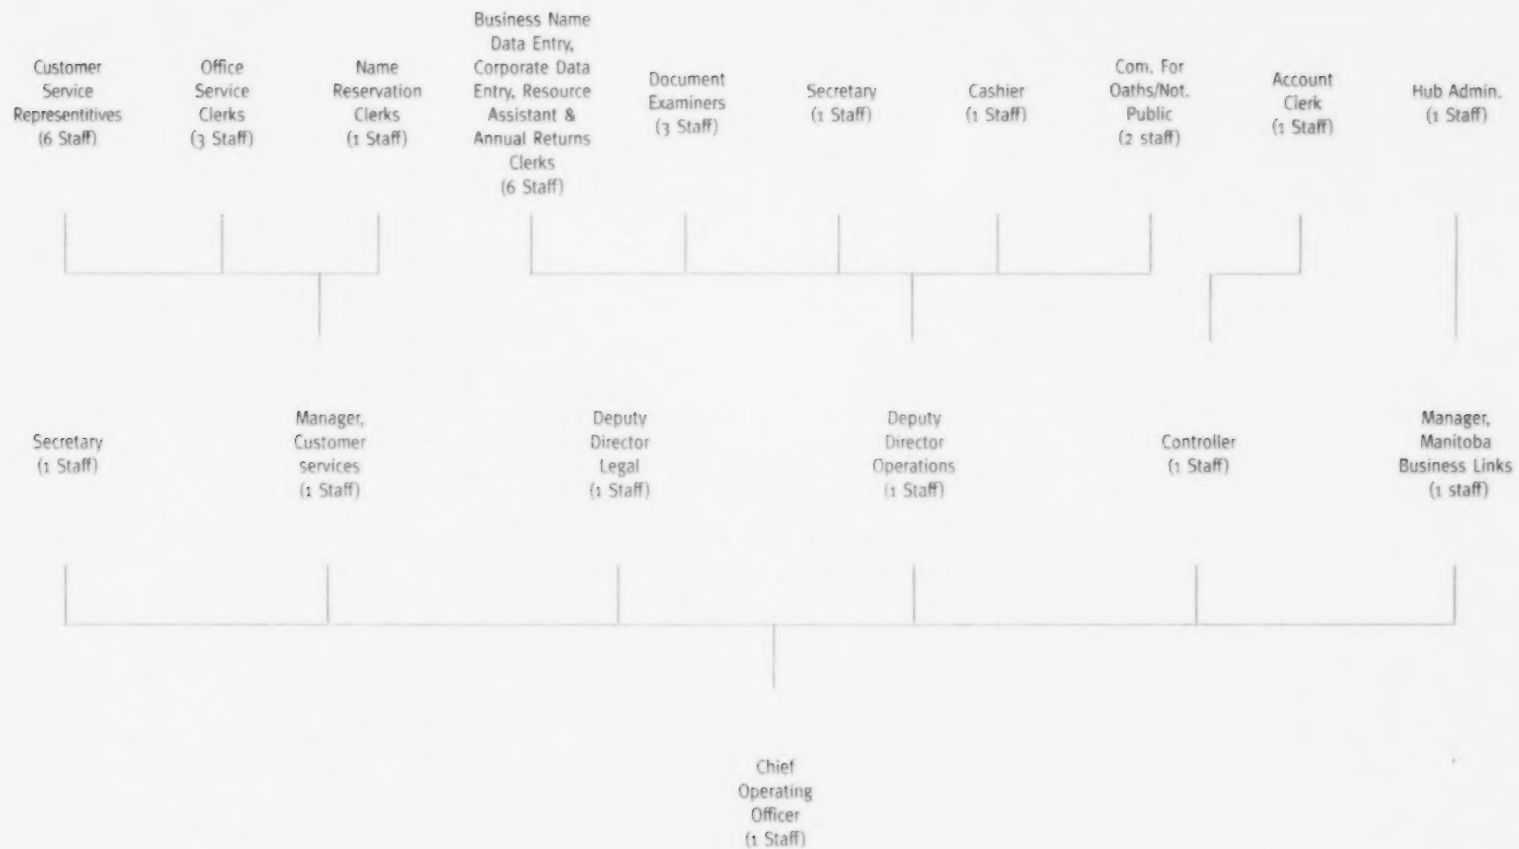 Customer
Service
Representitives
(6 Staff)
Office
Service
Clerks
(3 Staff)
Name
Reservation
Clerks
(1 Staff)
Business Name
Data Entry,
Corporate Data
Entry, Resource
Assistant &
Annual Returns
Clerks
(6 Staff)
Document
Examiners
(3 Staff)
Secretary
(1 Staff)
Cashier
(1 Staff)
Com. For
Oaths/Not.
Public
(2 staff)
Account
Clerk
(1 Staff)
Hub Admin.
(1 Staff)
Secretary
(1 Staff)
Manager,
Customer
services
(1 Staff)
Deputy
Director
Legal
(1 Staff)
Deputy
Director
Operations
(1 Staff)
Controller
(1 Staff)
Manager,
Manitoba
Business Links
(1 staff)
Chief
Operating
Officer
(1 Staff)